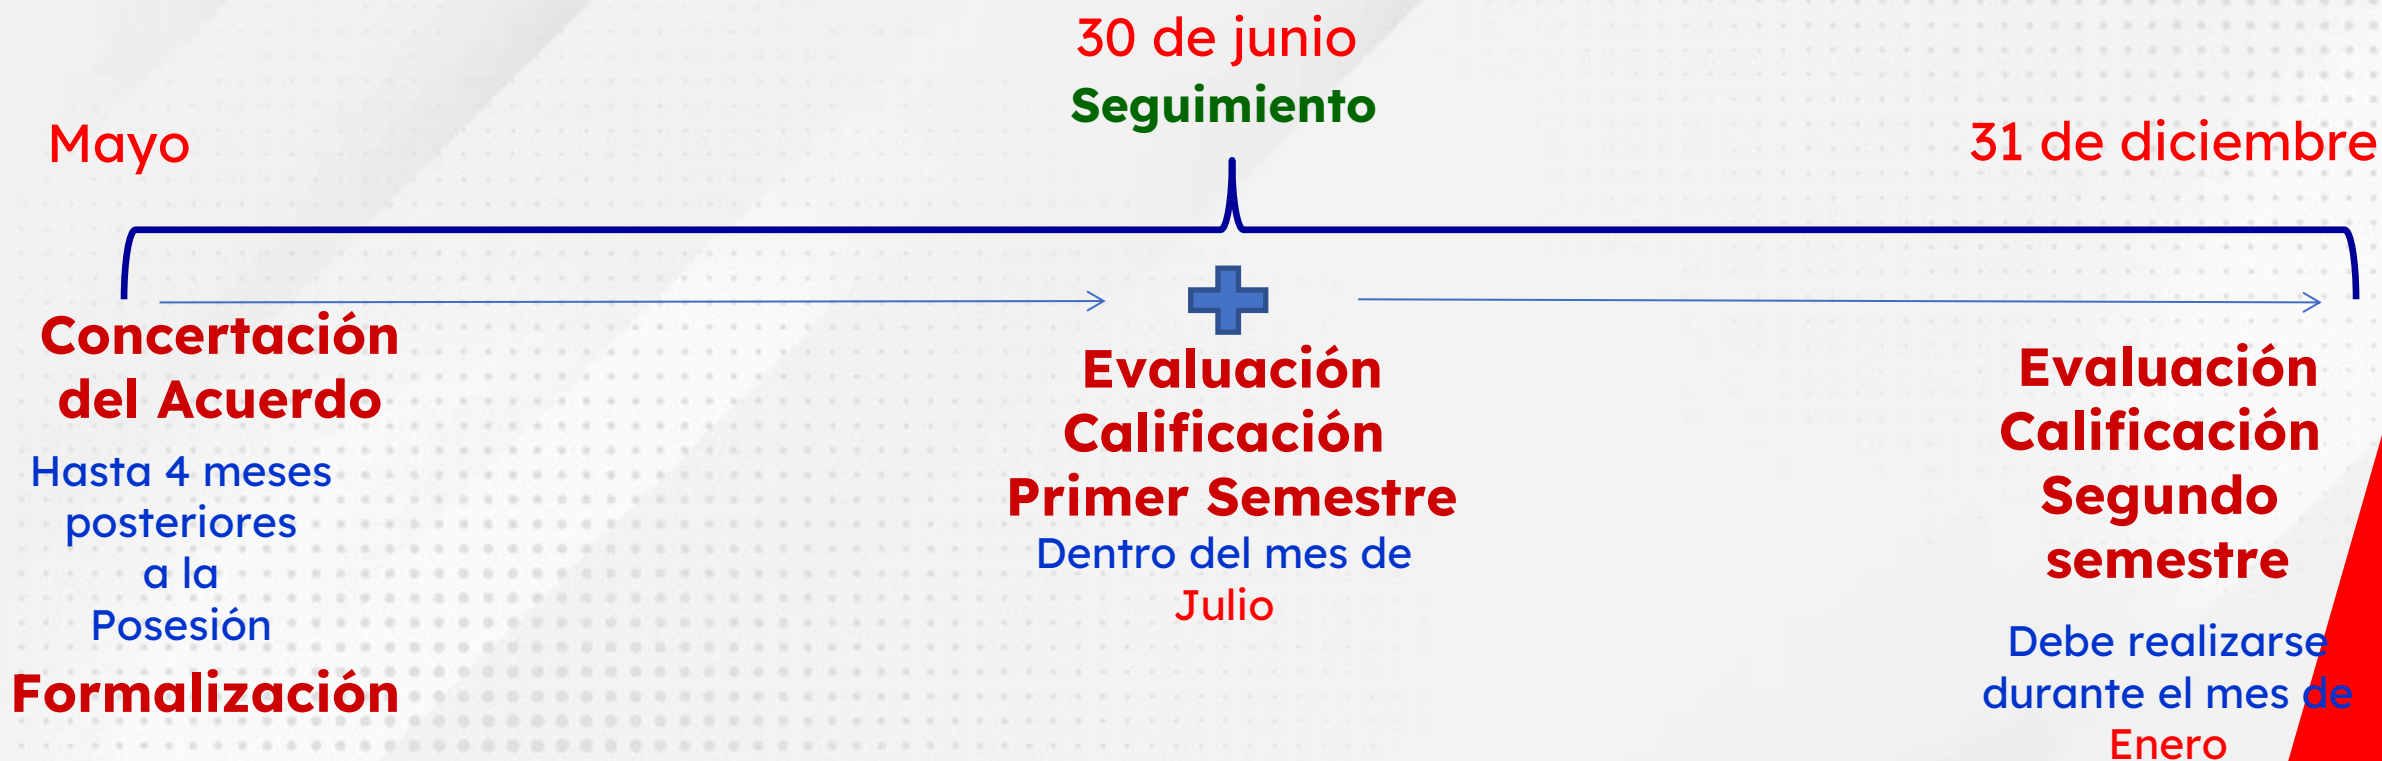 Mayo
Concertación
del Acuerdo
Hasta 4 meses
posteriores
a la
Posesión
Formalización
30 de junio
Seguimiento
Evaluación
Calificación
Primer Semestre
Dentro del mes de
Julio
31 de diciembre
Evaluación
Calificación
Segundo
semestre
Debe realizarse
durante el mes de
Enero